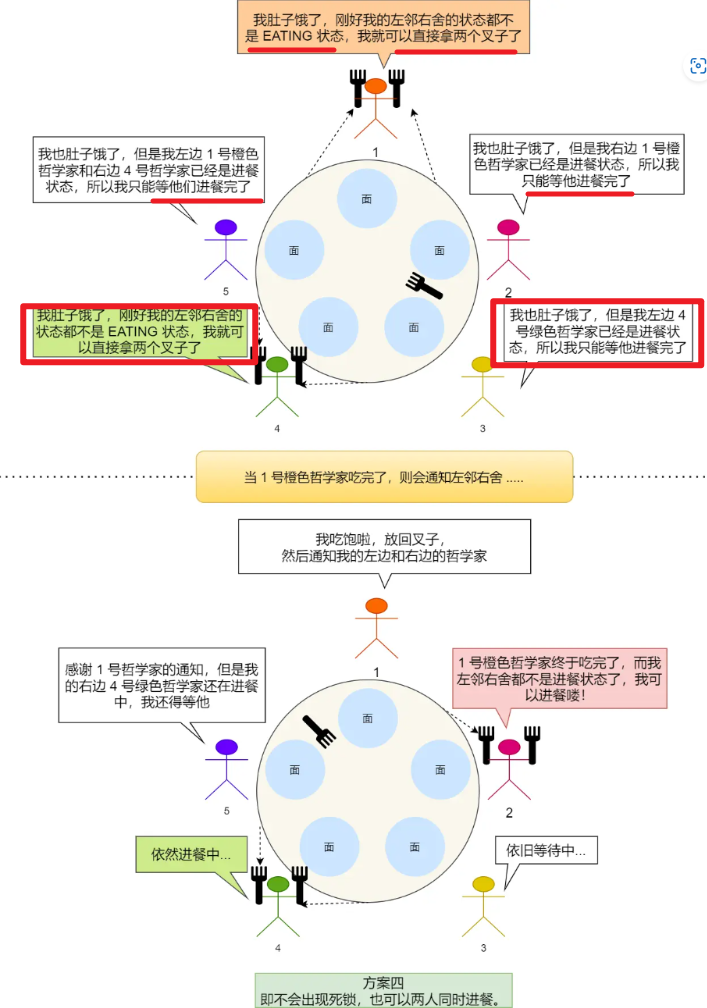 我肚子饿了，刚好我的左邻右舍的状态都不
是 EATING 状态，我就可以直接拿两个叉子了
1
我也肚子饿了，但是我左边 1 号橙色
哲学家和右边 4 号哲学家已经是进餐
状态，所以我只能等他们进餐完了
我也肚子饿了，但是我右边 1 号橙
色哲学家已经是进餐状态，所以我
只能等他进餐完了
面
面
面
面
面
5
2
我肚子饿了，刚好我的左邻右舍的
状态都不是 EATING 状态，我就可
以直接拿两个叉子了
我也肚子饿了，但是我左边 4
号绿色哲学家已经是进餐状
态，所以我只能等他进餐完了
4
3
当 1 号橙色哲学家吃完了，则会通知左邻右舍 .....
我吃饱啦，放回叉子，
然后通知我的左边和右边的哲学家
1
感谢 1 号哲学家的通知，但是我
的右边 4 号绿色哲学家还在进餐
中，我还得等他
1 号橙色哲学家终于吃完了，而我
左邻右舍都不是进餐状态了，我可
以进餐喽！
面
面
面
面
面
5
2
依然进餐中...
依旧等待中...
4
3
方案四
即不会出现死锁，也可以两人同时进餐。